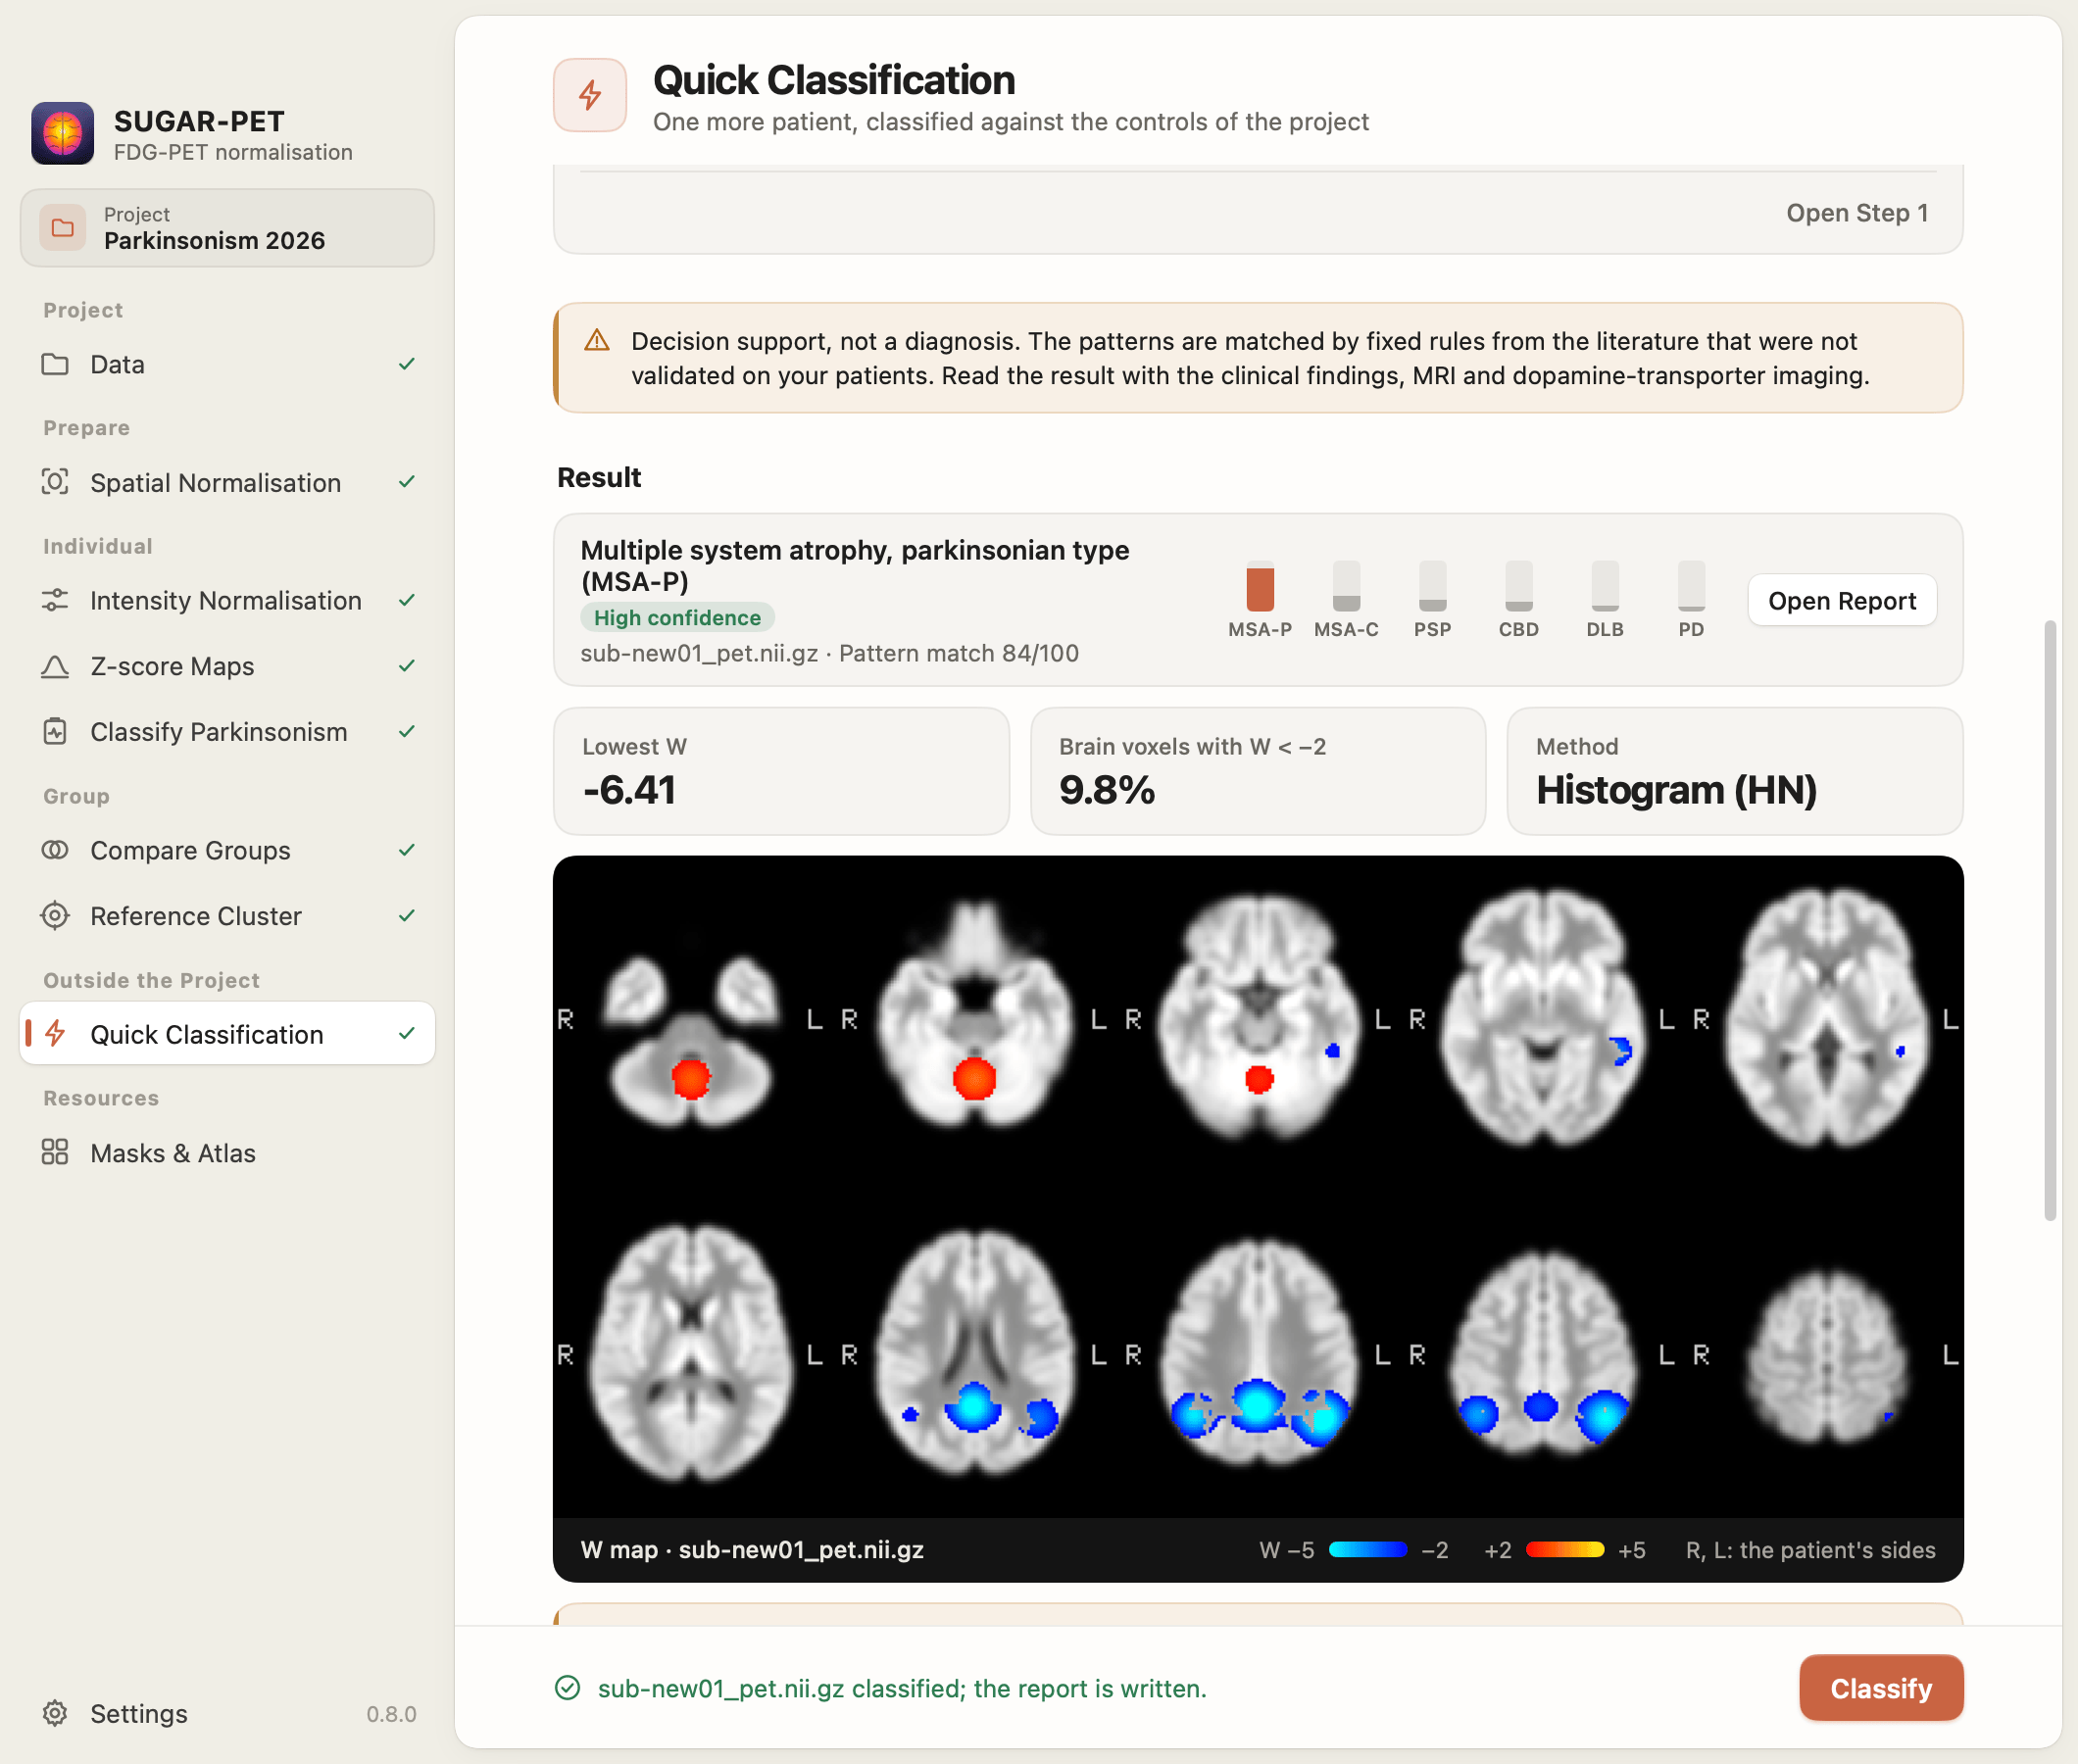 SUGAR-PET
FDG-PET normalisation
Project
Parkinsonism 2026
Project
Data
Prepare
Spatial Normalisation
Individual
Intensity Normalisation
Z-score Maps
Classify Parkinsonism
Group
Compare Groups
Reference Cluster
Outside the Project
Quick Classification
Resources
Masks & Atlas
Settings
0.8.0
Quick Classification
One more patient, classified against the controls of the project
Open Step 1
Decision support, not a diagnosis. The patterns are matched by fixed rules from the literature that were not
validated on your patients. Read the result with the clinical findings, MRI and dopamine-transporter imaging.
Result
Multiple system atrophy, parkinsonian type
(MSA-P)
High confidence
sub-new01_pet.nii.gz · Pattern match 84/100
MSA-P MSA-C PSP CBD DLB PD
Open Report
Lowest W
-6.41
Brain voxels with W < −2
9.8%
Method
Histogram (HN)
R L R L R L R L R L
R L R L R L R L R L
W map · sub-new01_pet.nii.gz
W −5 −2 +2 +5 R, L: the patient's sides
sub-new01_pet.nii.gz classified; the report is written.
Classify